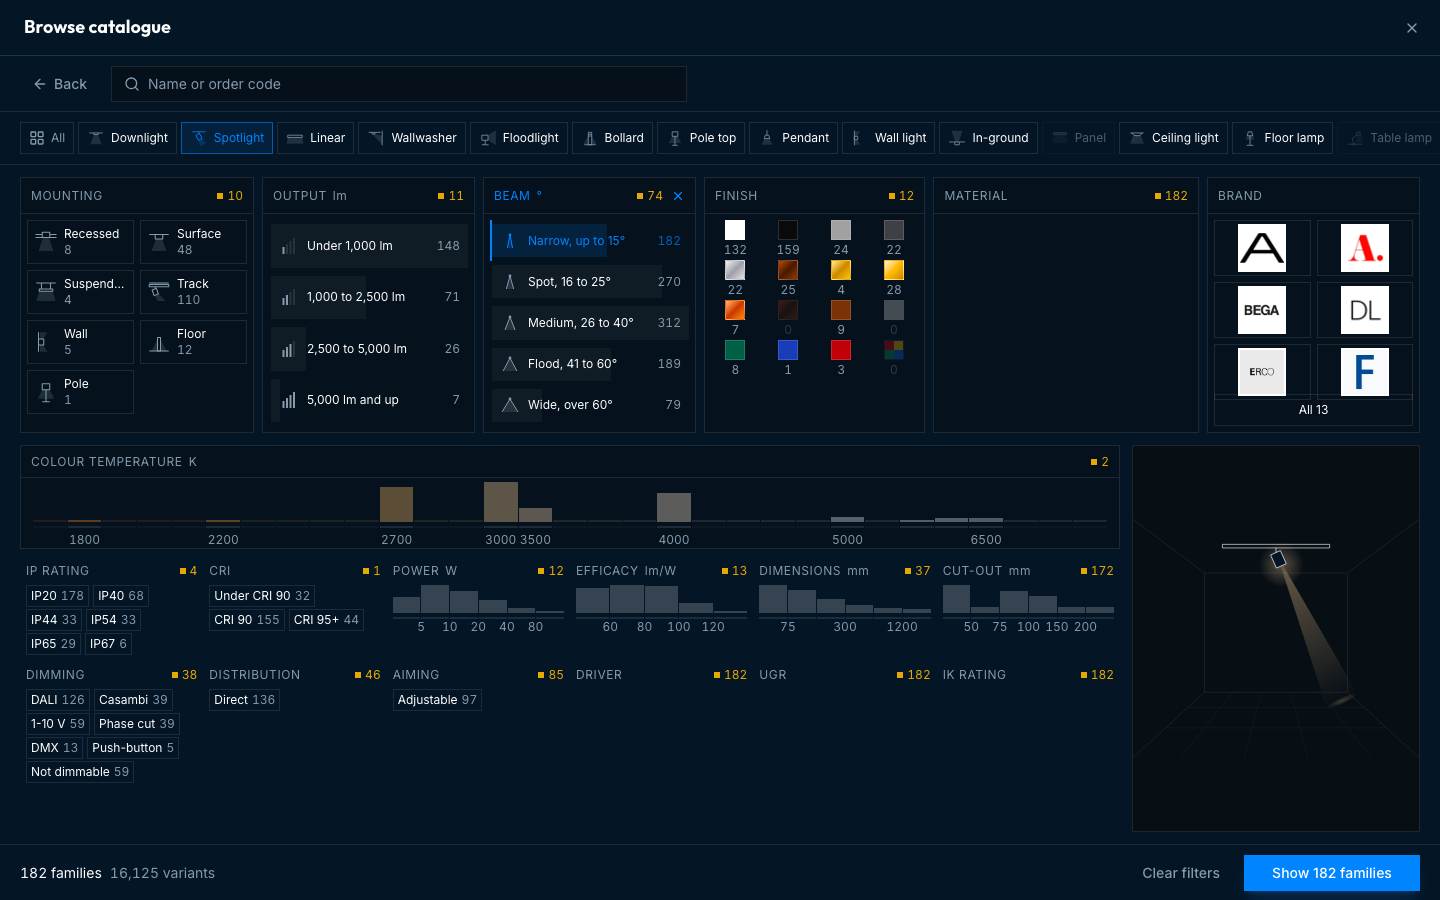 Browse catalogue
Back
Name or order code
All Downlight Spotlight Linear Wallwasher Floodlight Bollard Pole top Pendant Wall light In-ground Panel Ceiling light Floor lamp Table lamp
MOUNTING 10
Recessed 8
Surface 48
Suspend... 4
Track 110
Wall 5
Floor 12
Pole 1
OUTPUT lm 11
Under 1,000 lm 148
1,000 to 2,500 lm 71
2,500 to 5,000 lm 26
5,000 lm and up 7
BEAM ° 74
Narrow, up to 15° 182
Spot, 16 to 25° 270
Medium, 26 to 40° 312
Flood, 41 to 60° 189
Wide, over 60° 79
FINISH 12
132 159 24 22
22 25 4 28
7 0 9 0
8 1 3 0
MATERIAL 182
BRAND
A A.
BEGA DL
ERCO F
All 13
COLOUR TEMPERATURE K 2
1800 2200 2700 3000 3500 4000 5000 6500
IP RATING 4
IP20 178 IP40 68
IP44 33 IP54 33
IP65 29 IP67 6
CRI 1
Under CRI 90 32
CRI 90 155 CRI 95+ 44
POWER W 12
5 10 20 40 80
EFFICACY lm/W 13
60 80 100 120
DIMENSIONS mm 37
75 300 1200
CUT-OUT mm 172
50 75 100 150 200
DIMMING 38
DALI 126 Casambi 39
1-10 V 59 Phase cut 39
DMX 13 Push-button 5
Not dimmable 59
DISTRIBUTION 46
Direct 136
AIMING 85
Adjustable 97
DRIVER 182
UGR 182
IK RATING 182
182 families 16,125 variants
Clear filters
Show 182 families